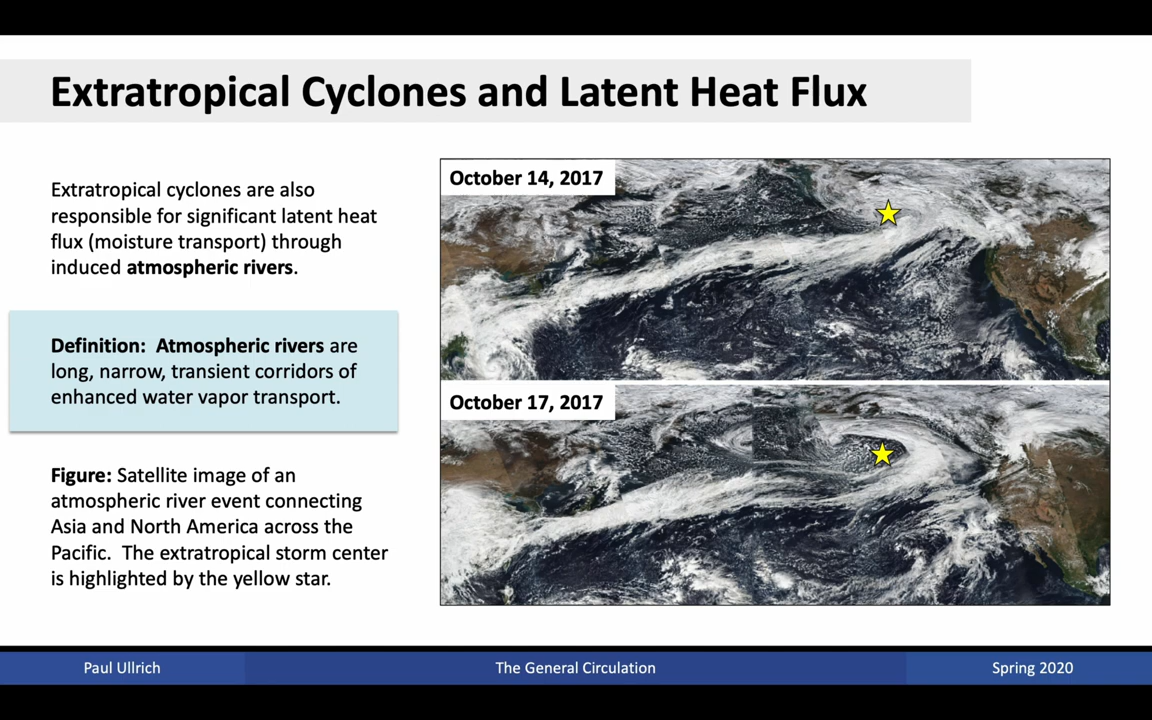 Extratropical Cyclones and Latent Heat Flux
Extratropical cyclones are also
responsible for significant latent heat
flux (moisture transport) through
induced atmospheric rivers.
Definition: Atmospheric rivers are
long, narrow, transient corridors of
enhanced water vapor transport.
Figure: Satellite image of an
atmospheric river event connecting
Asia and North America across the
Pacific. The extratropical storm center
is highlighted by the yellow star.
October 14, 2017
October 17, 2017
Paul Ullrich
The General Circulation
Spring 2020